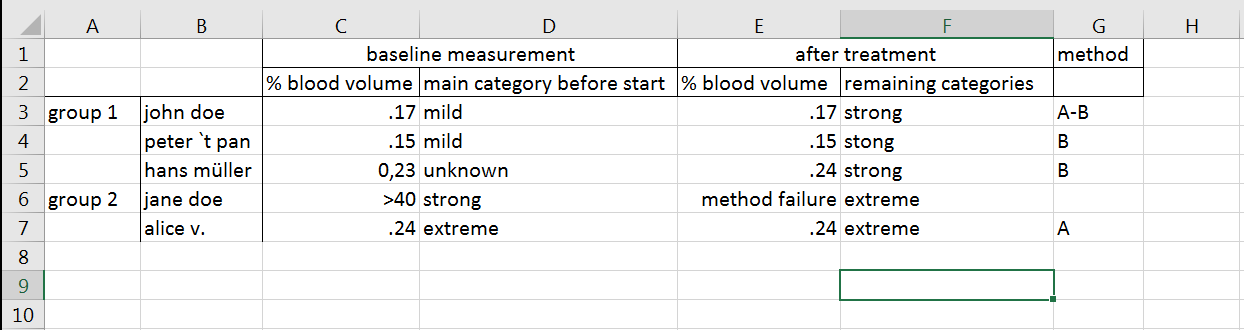 A B C D E F G H
1 baseline measurement after treatment method
2 % blood volume main category before start % blood volume remaining categories
3 group 1 john doe .17 mild .17 strong A-B
4 peter `t pan .15 mild .15 stong B
5 hans müller 0,23 unknown .24 strong B
6 group 2 jane doe >40 strong method failure extreme
7 alice v. .24 extreme .24 extreme A
8
9
10